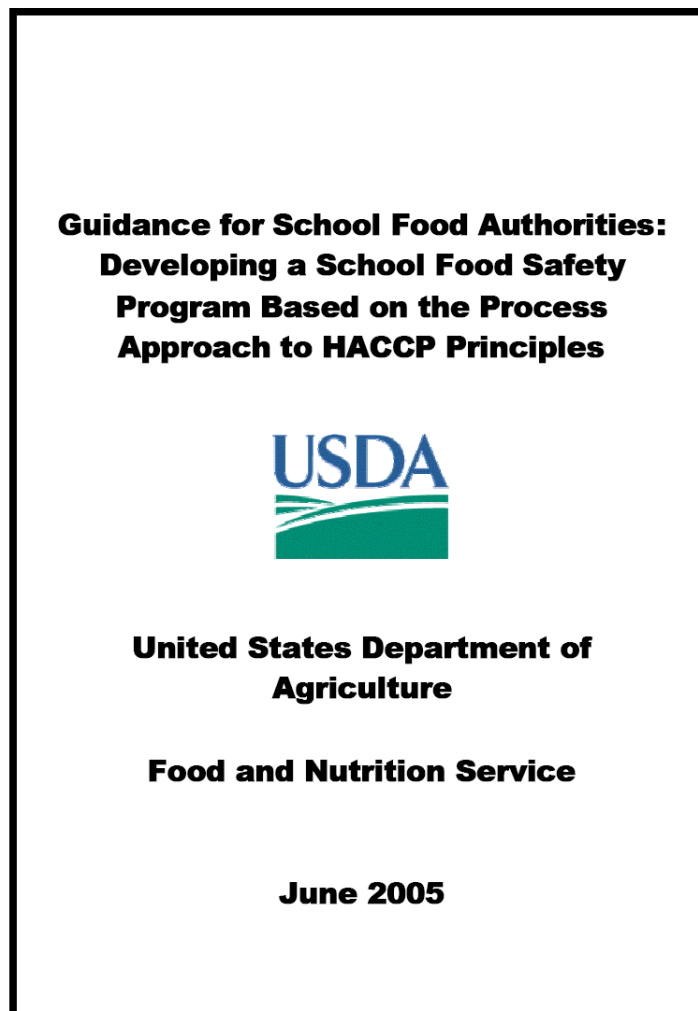 Guidance for School Food Authorities:
Developing a School Food Safety
Program Based on the Process
Approach to HACCP Principles
USDA
United States Department of
Agriculture
Food and Nutrition Service
June 2005